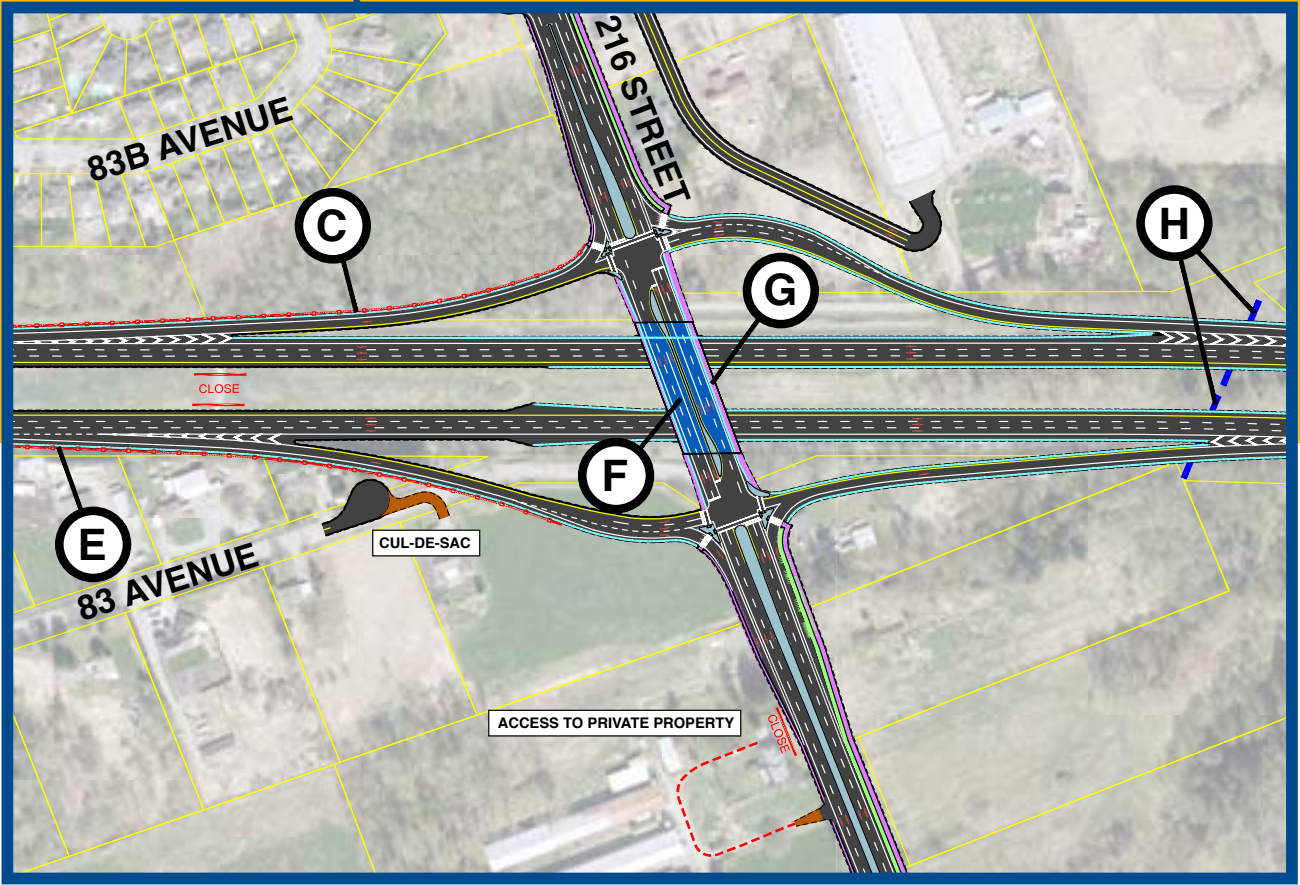 216 STREET
83B AVENUE
C
H
G
CLOSE
F
E
CUL-DE-SAC
83 AVENUE
ACCESS TO PRIVATE PROPERTY
CLOSE